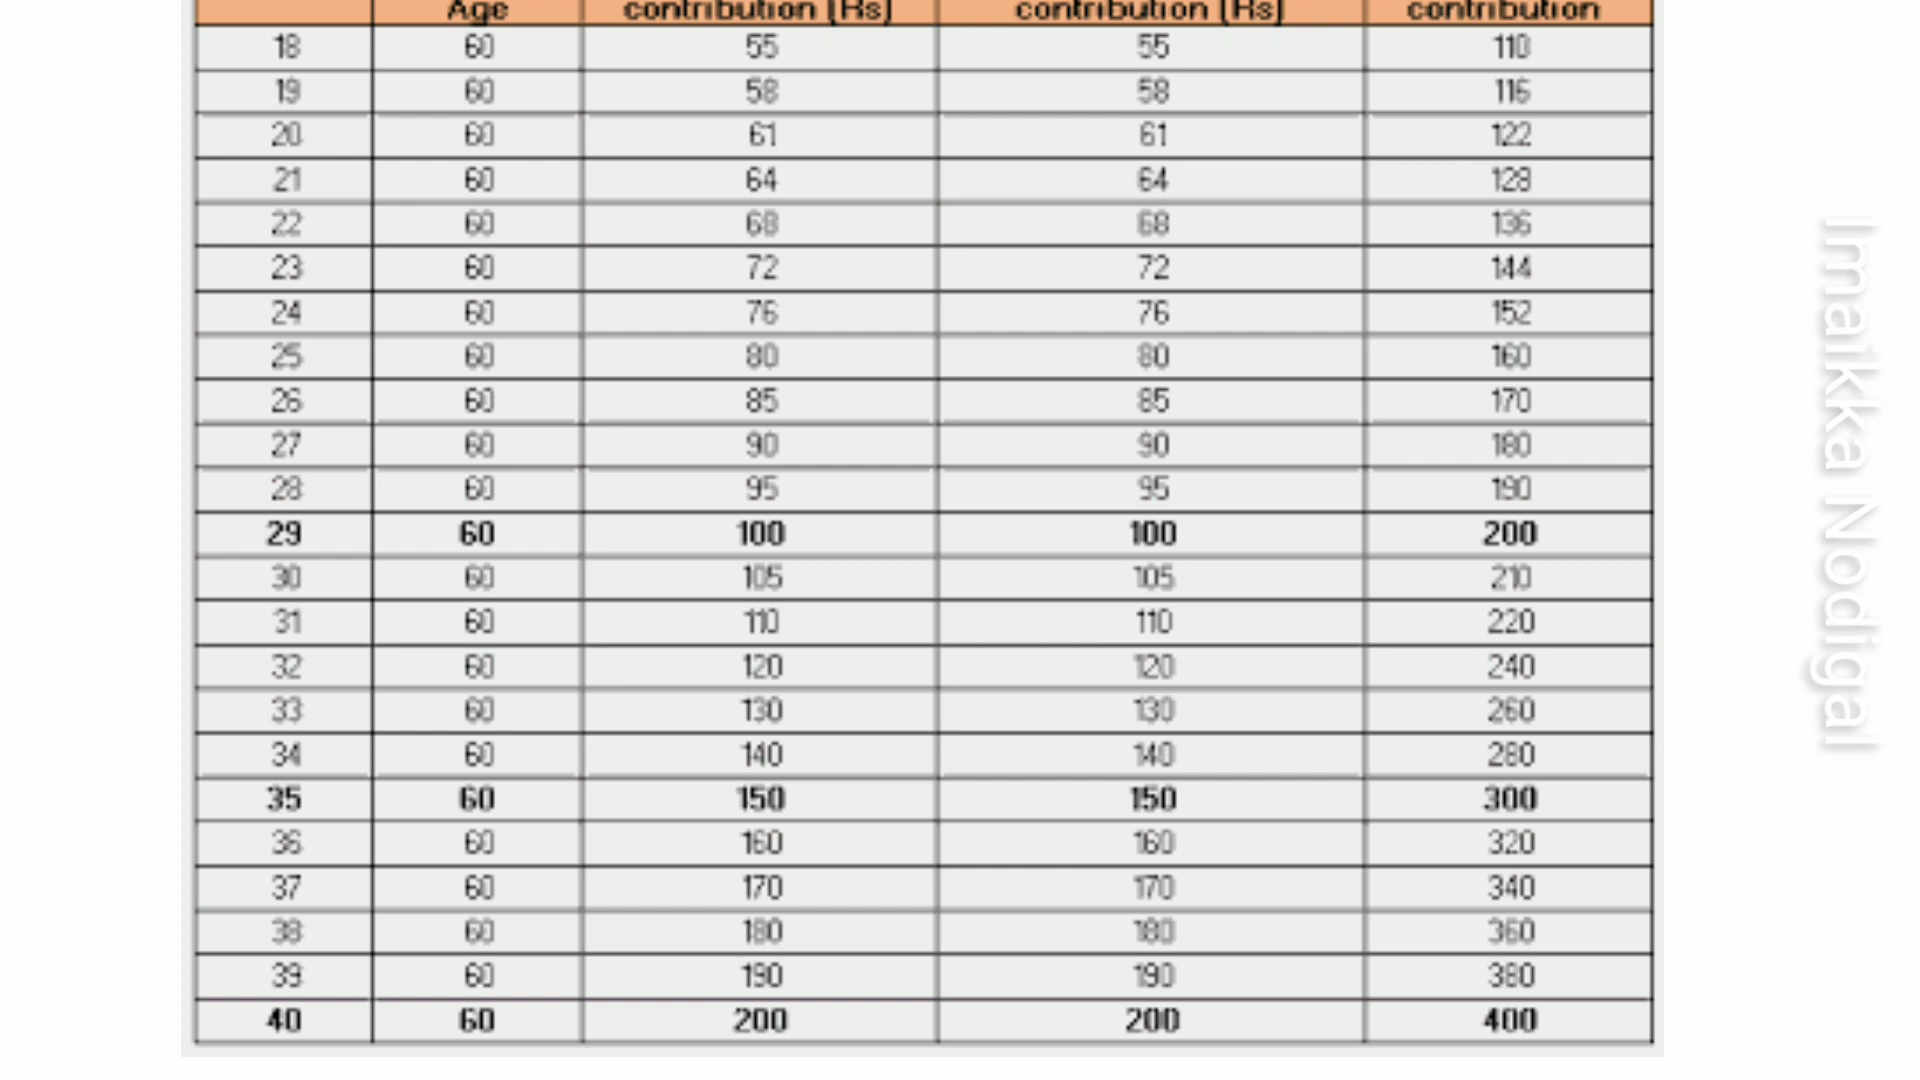 Age contribution (Rs) contribution (Rs) contribution
18 60 55 55 110
19 60 58 58 116
20 60 61 61 122
21 60 64 64 128
22 60 68 68 136
23 60 72 72 144
24 60 76 76 152
25 60 80 80 160
26 60 85 85 170
27 60 90 90 180
28 60 95 95 190
29 60 100 100 200
30 60 105 105 210
31 60 110 110 220
32 60 120 120 240
33 60 130 130 260
34 60 140 140 280
35 60 150 150 300
36 60 160 160 320
37 60 170 170 340
38 60 180 180 360
39 60 190 190 380
40 60 200 200 400
Imaikka Nodigal